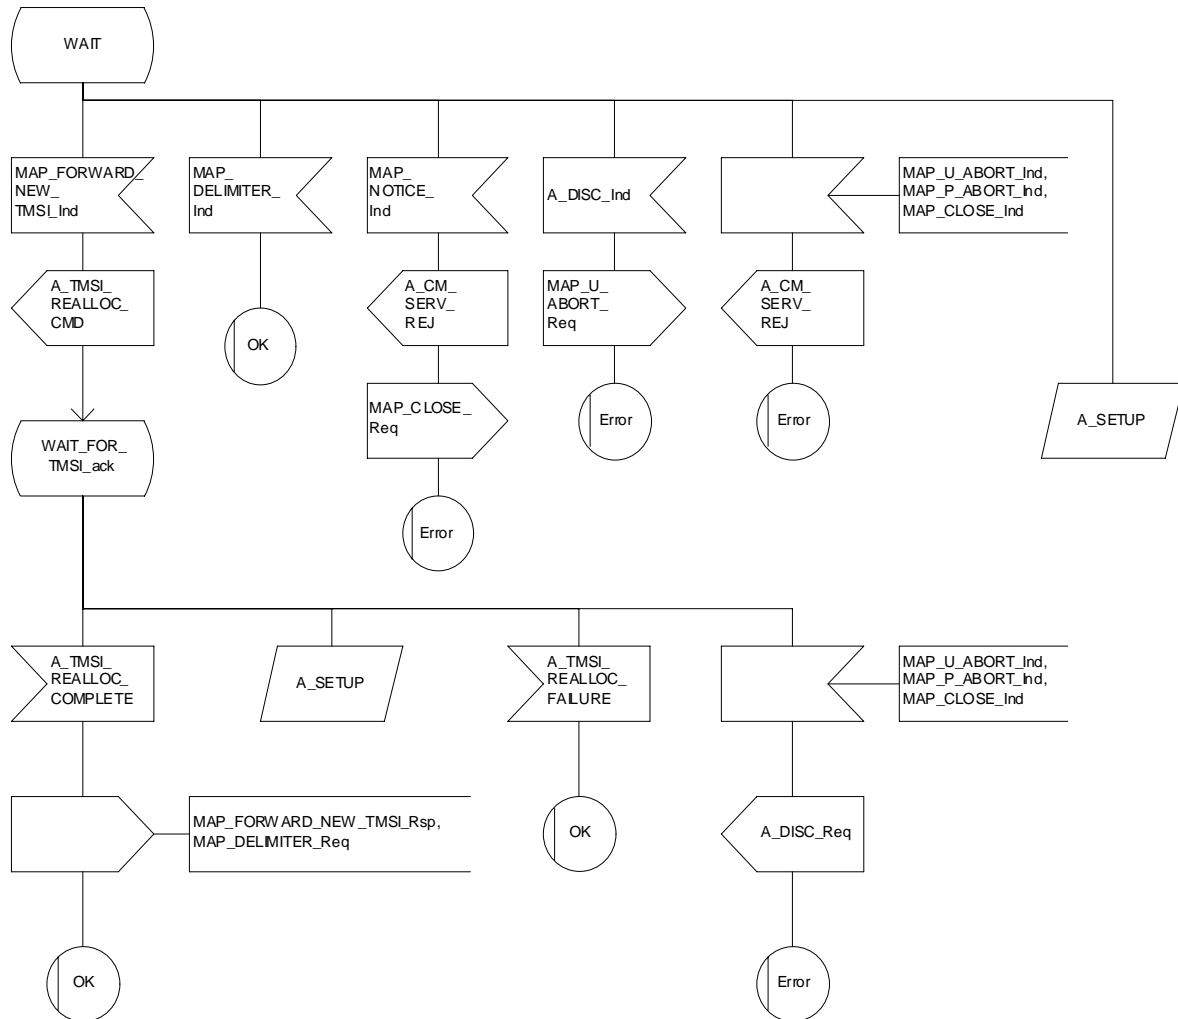 WAIT
MAP_FORWARD_
NEW_
TMSI_Ind
MAP_
DELIMITER_
Ind
MAP_
NOTICE_
Ind
A_DISC_Ind
MAP_U_ABORT_Ind,
MAP_P_ABORT_Ind,
MAP_CLOSE_Ind
A_TMSI_
REALLOC_
CMD
OK
A_CM_
SERV_
REJ
MAP_U_
ABORT_
Req
A_CM_
SERV_
REJ
MAP_CLOSE_
Req
Error
Error
A_SETUP
WAIT_FOR_
TMSI_ack
Error
A_TMSI_
REALLOC_
COMPLETE
A_SETUP
A_TMSI_
REALLOC_
FAILURE
MAP_U_ABORT_Ind,
MAP_P_ABORT_Ind,
MAP_CLOSE_Ind
MAP_FORWARD_NEW_TMSI_Rsp,
MAP_DELIMITER_Req
OK
A_DISC_Req
OK
Error